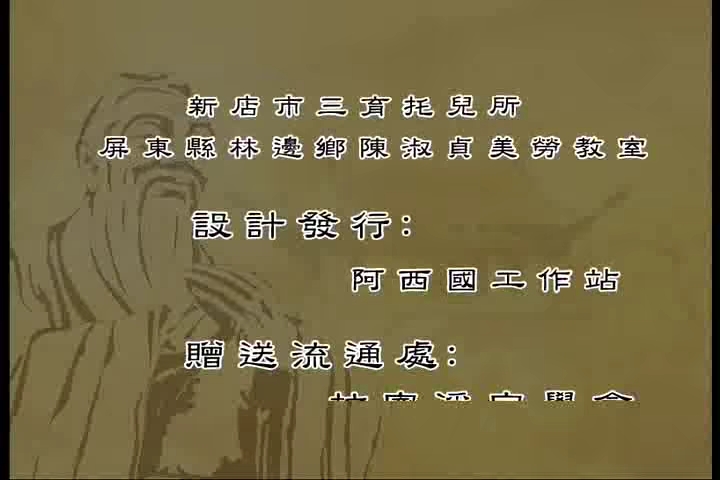 新店市三育托兒所
屏東縣林邊鄉陳淑貞美勞教室
設計發行：
阿西國工作站
贈送流通處：